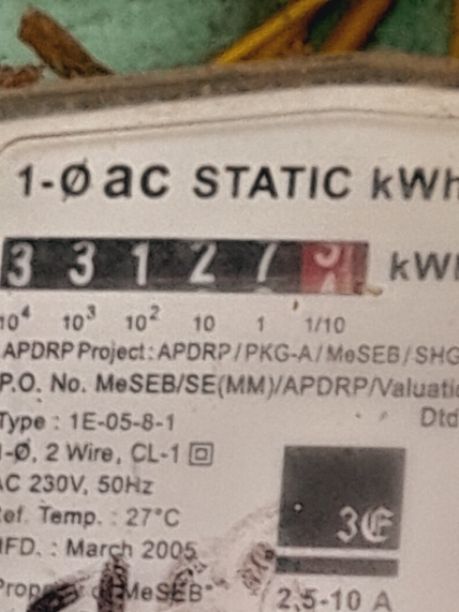 1-Ø ac STATIC kWh
3 3 1 2 7 kWh
10⁴ 10³ 10² 10 1 1/10
APDRP Project : APDRP / PKG-A / MeSEB / SHG
P.O. No. MeSEB/SE(MM)/APDRP/Valuatio
Dtd
Type : 1E-05-8-1
1-Ø, 2 Wire, CL-1
AC 230V, 50Hz
Ref. Temp. : 27°C
MFD. : March 2005
of MeSEB"
3E
2.5-10 A